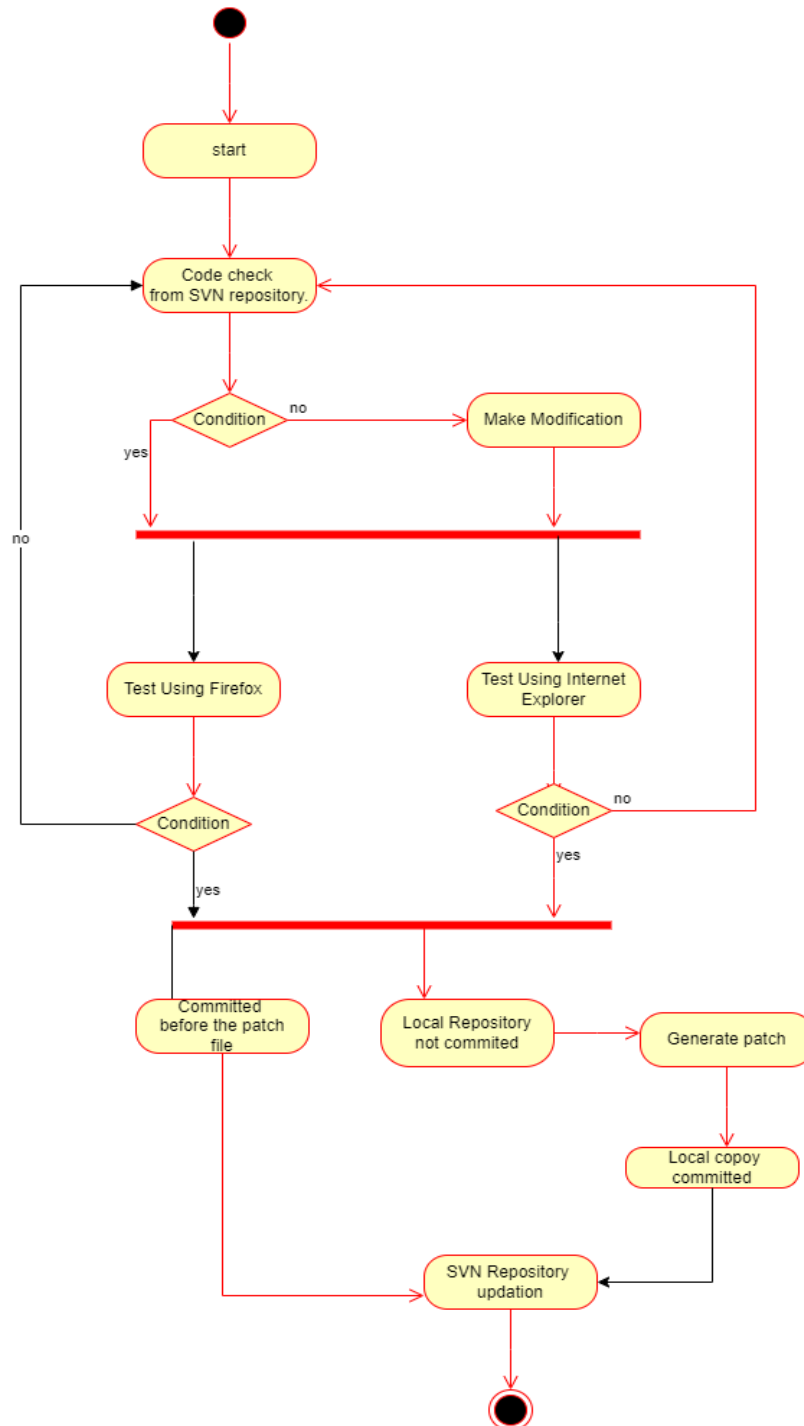 start
Code check
from SVN repository.
Condition
no
Make Modification
yes
no
Test Using Firefox
Test Using Internet
Explorer
Condition
Condition
no
yes
yes
Committed
before the patch
file
Local Repository
not commited
Generate patch
Local copoy
committed
SVN Repository
updation